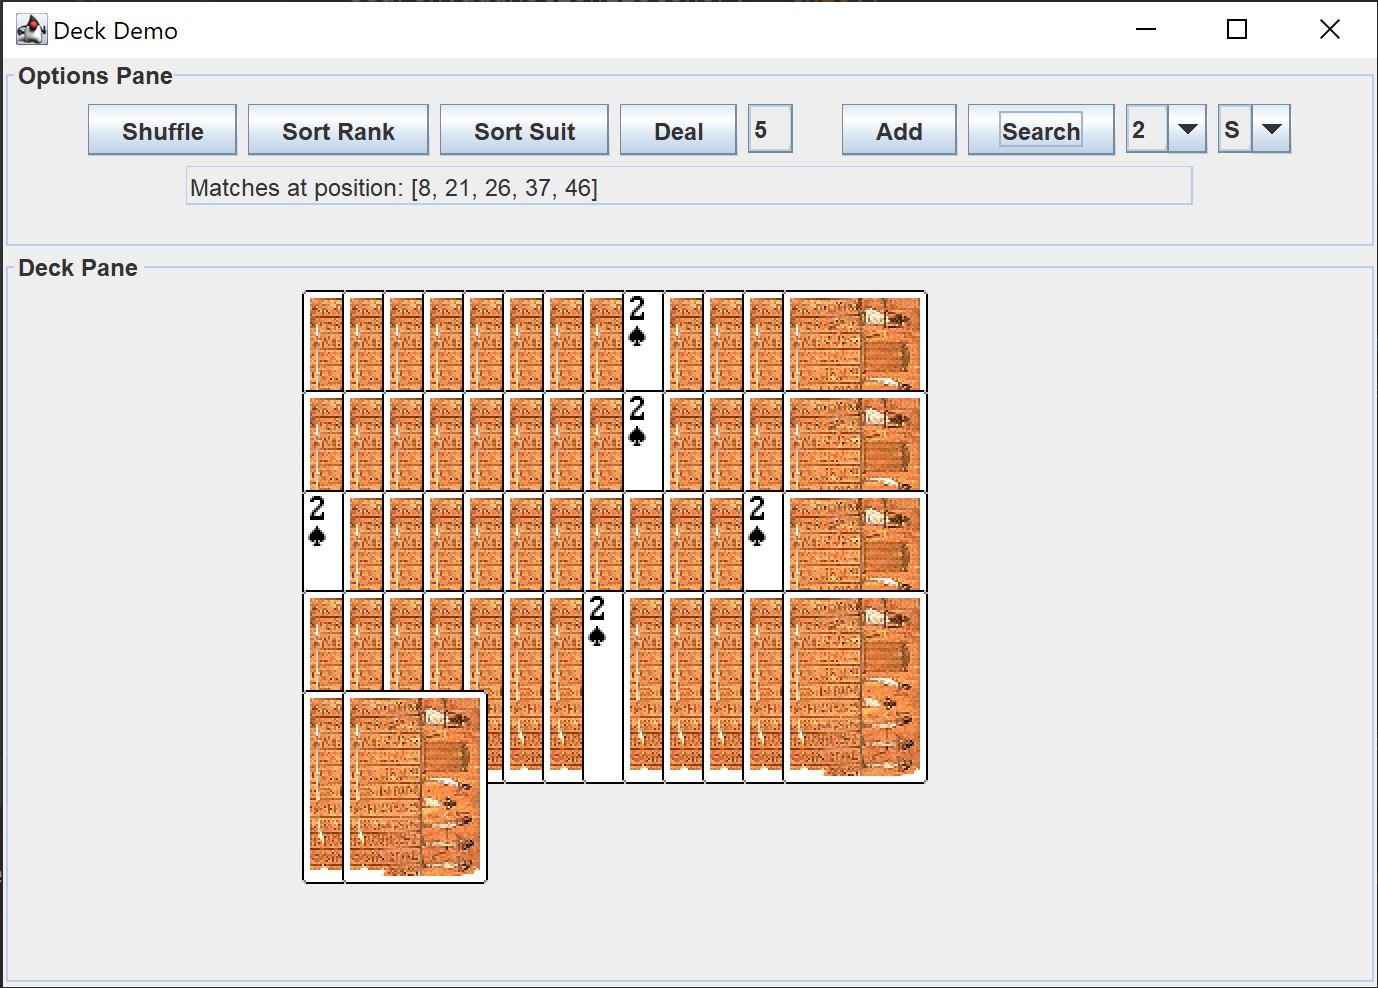 Deck Demo
Options Pane
Shuffle Sort Rank Sort Suit Deal 5 Add Search 2 S
Matches at position: [8, 21, 26, 37, 46]
Deck Pane
2
2
2 2
2